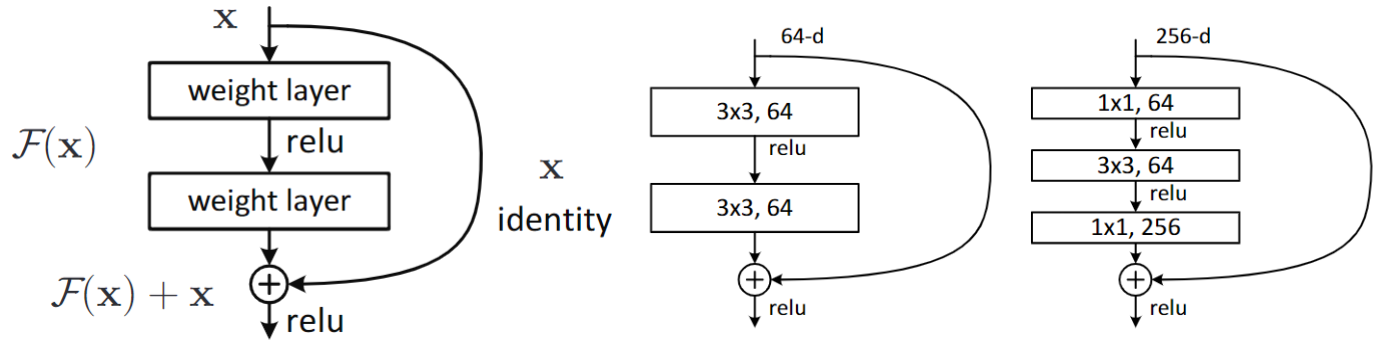 x
weight layer
relu
F(x)
weight layer
x
identity
F(x) + x
relu
64-d
3x3, 64
relu
3x3, 64
relu
256-d
1x1, 64
relu
3x3, 64
relu
1x1, 256
relu